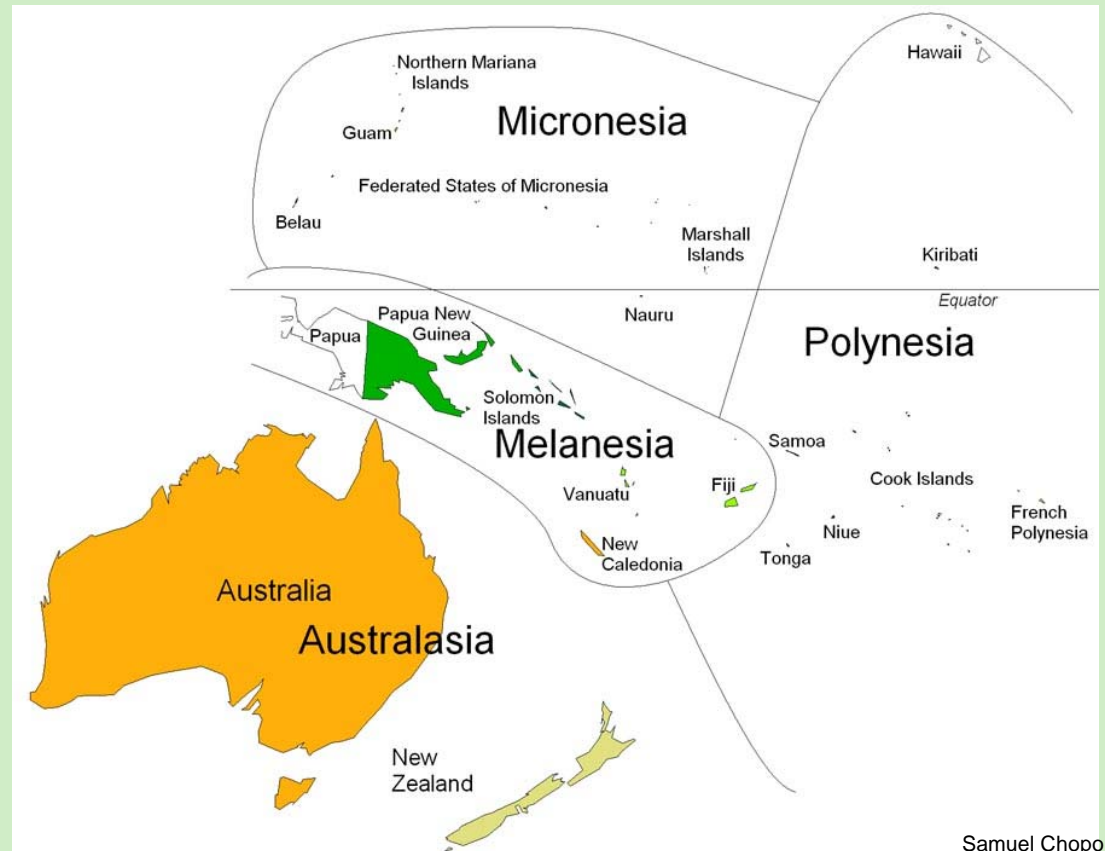 Hawaii
Northern Mariana
Islands
Micronesia
Guam
Federated States of Micronesia
Belau
Marshall
Islands
Kiribati
Equator
Nauru
Papua New
Guinea
Papua
Polynesia
Solomon
Islands
Melanesia
Samoa
Cook Islands
Vanuatu
Fiji
French
Polynesia
Niue
New
Caledonia
Tonga
Australia
Australasia
New
Zealand
Samuel Chopo